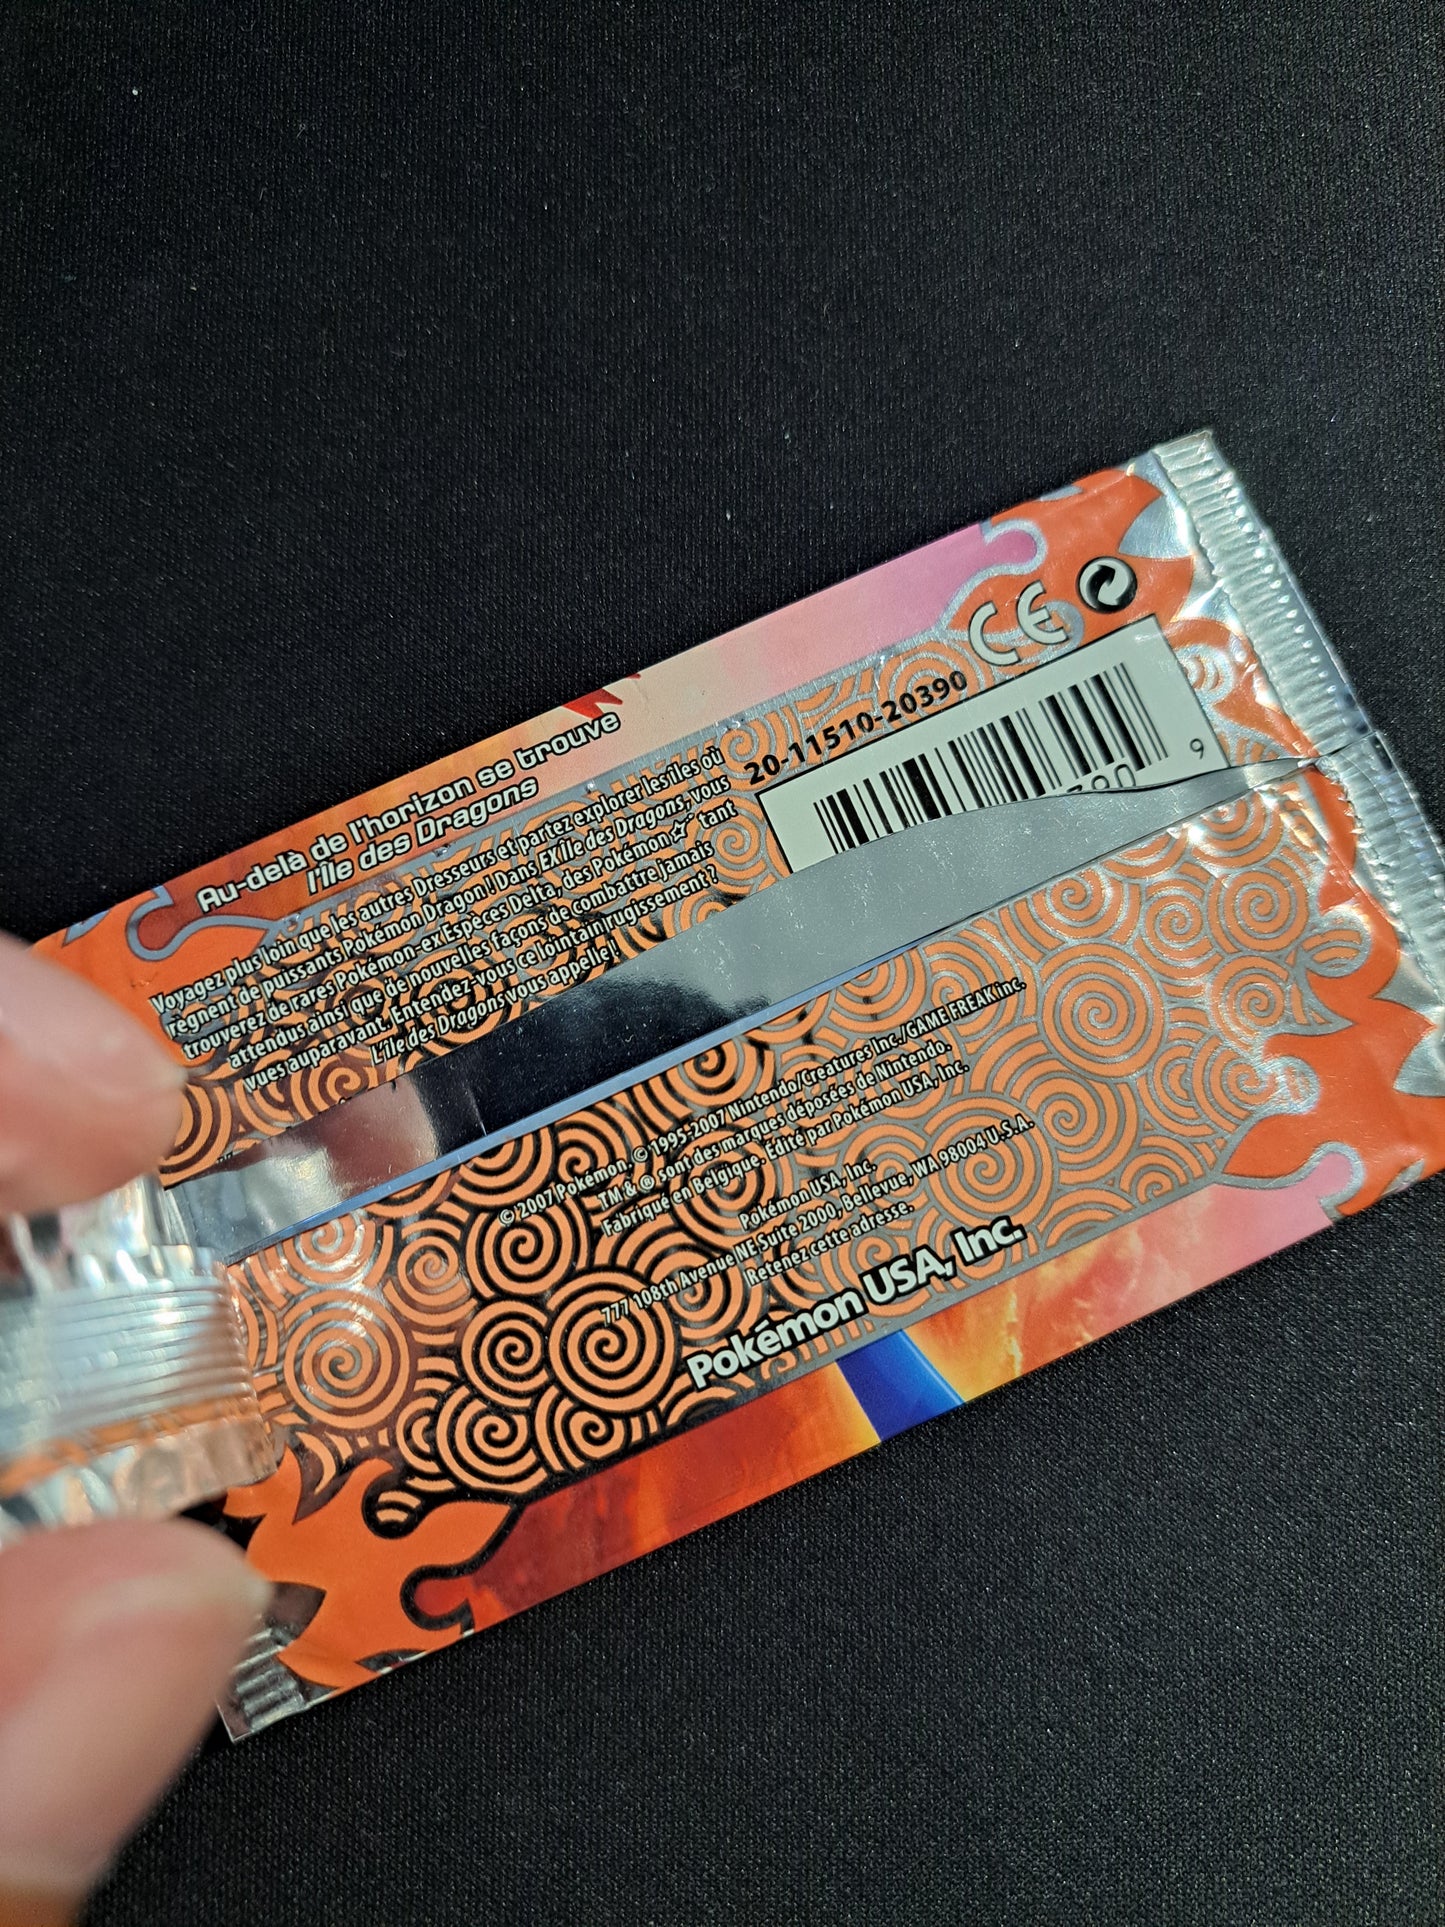 Au-delà de l'horizon se trouve
l'île des Dragons
Voyagez plus loin que les autres Dresseurs et partez explorer les îles où
règnent de puissants Pokémon Dragon ! Dans EX Île des Dragons, vous
trouverez de rares Pokémon-ex Espèces Delta, des Pokémon☆ tant
attendus ainsi que de nouvelles façons de combattre jamais
vues auparavant. Entendez-vous ce lointain rugissement ?
L'île des Dragons vous appelle !
20-11510-20390
CE
9
© 2007 Pokémon. © 1995-2007 Nintendo/Creatures Inc./GAME FREAK inc.
TM & ® sont des marques déposées de Nintendo.
Fabriqué en Belgique. Édité par Pokémon USA, Inc.
Pokémon USA, Inc.
777 108th Avenue NE Suite 2000, Bellevue, WA 98004 U.S.A.
Retenez cette adresse.
Pokémon USA, Inc.